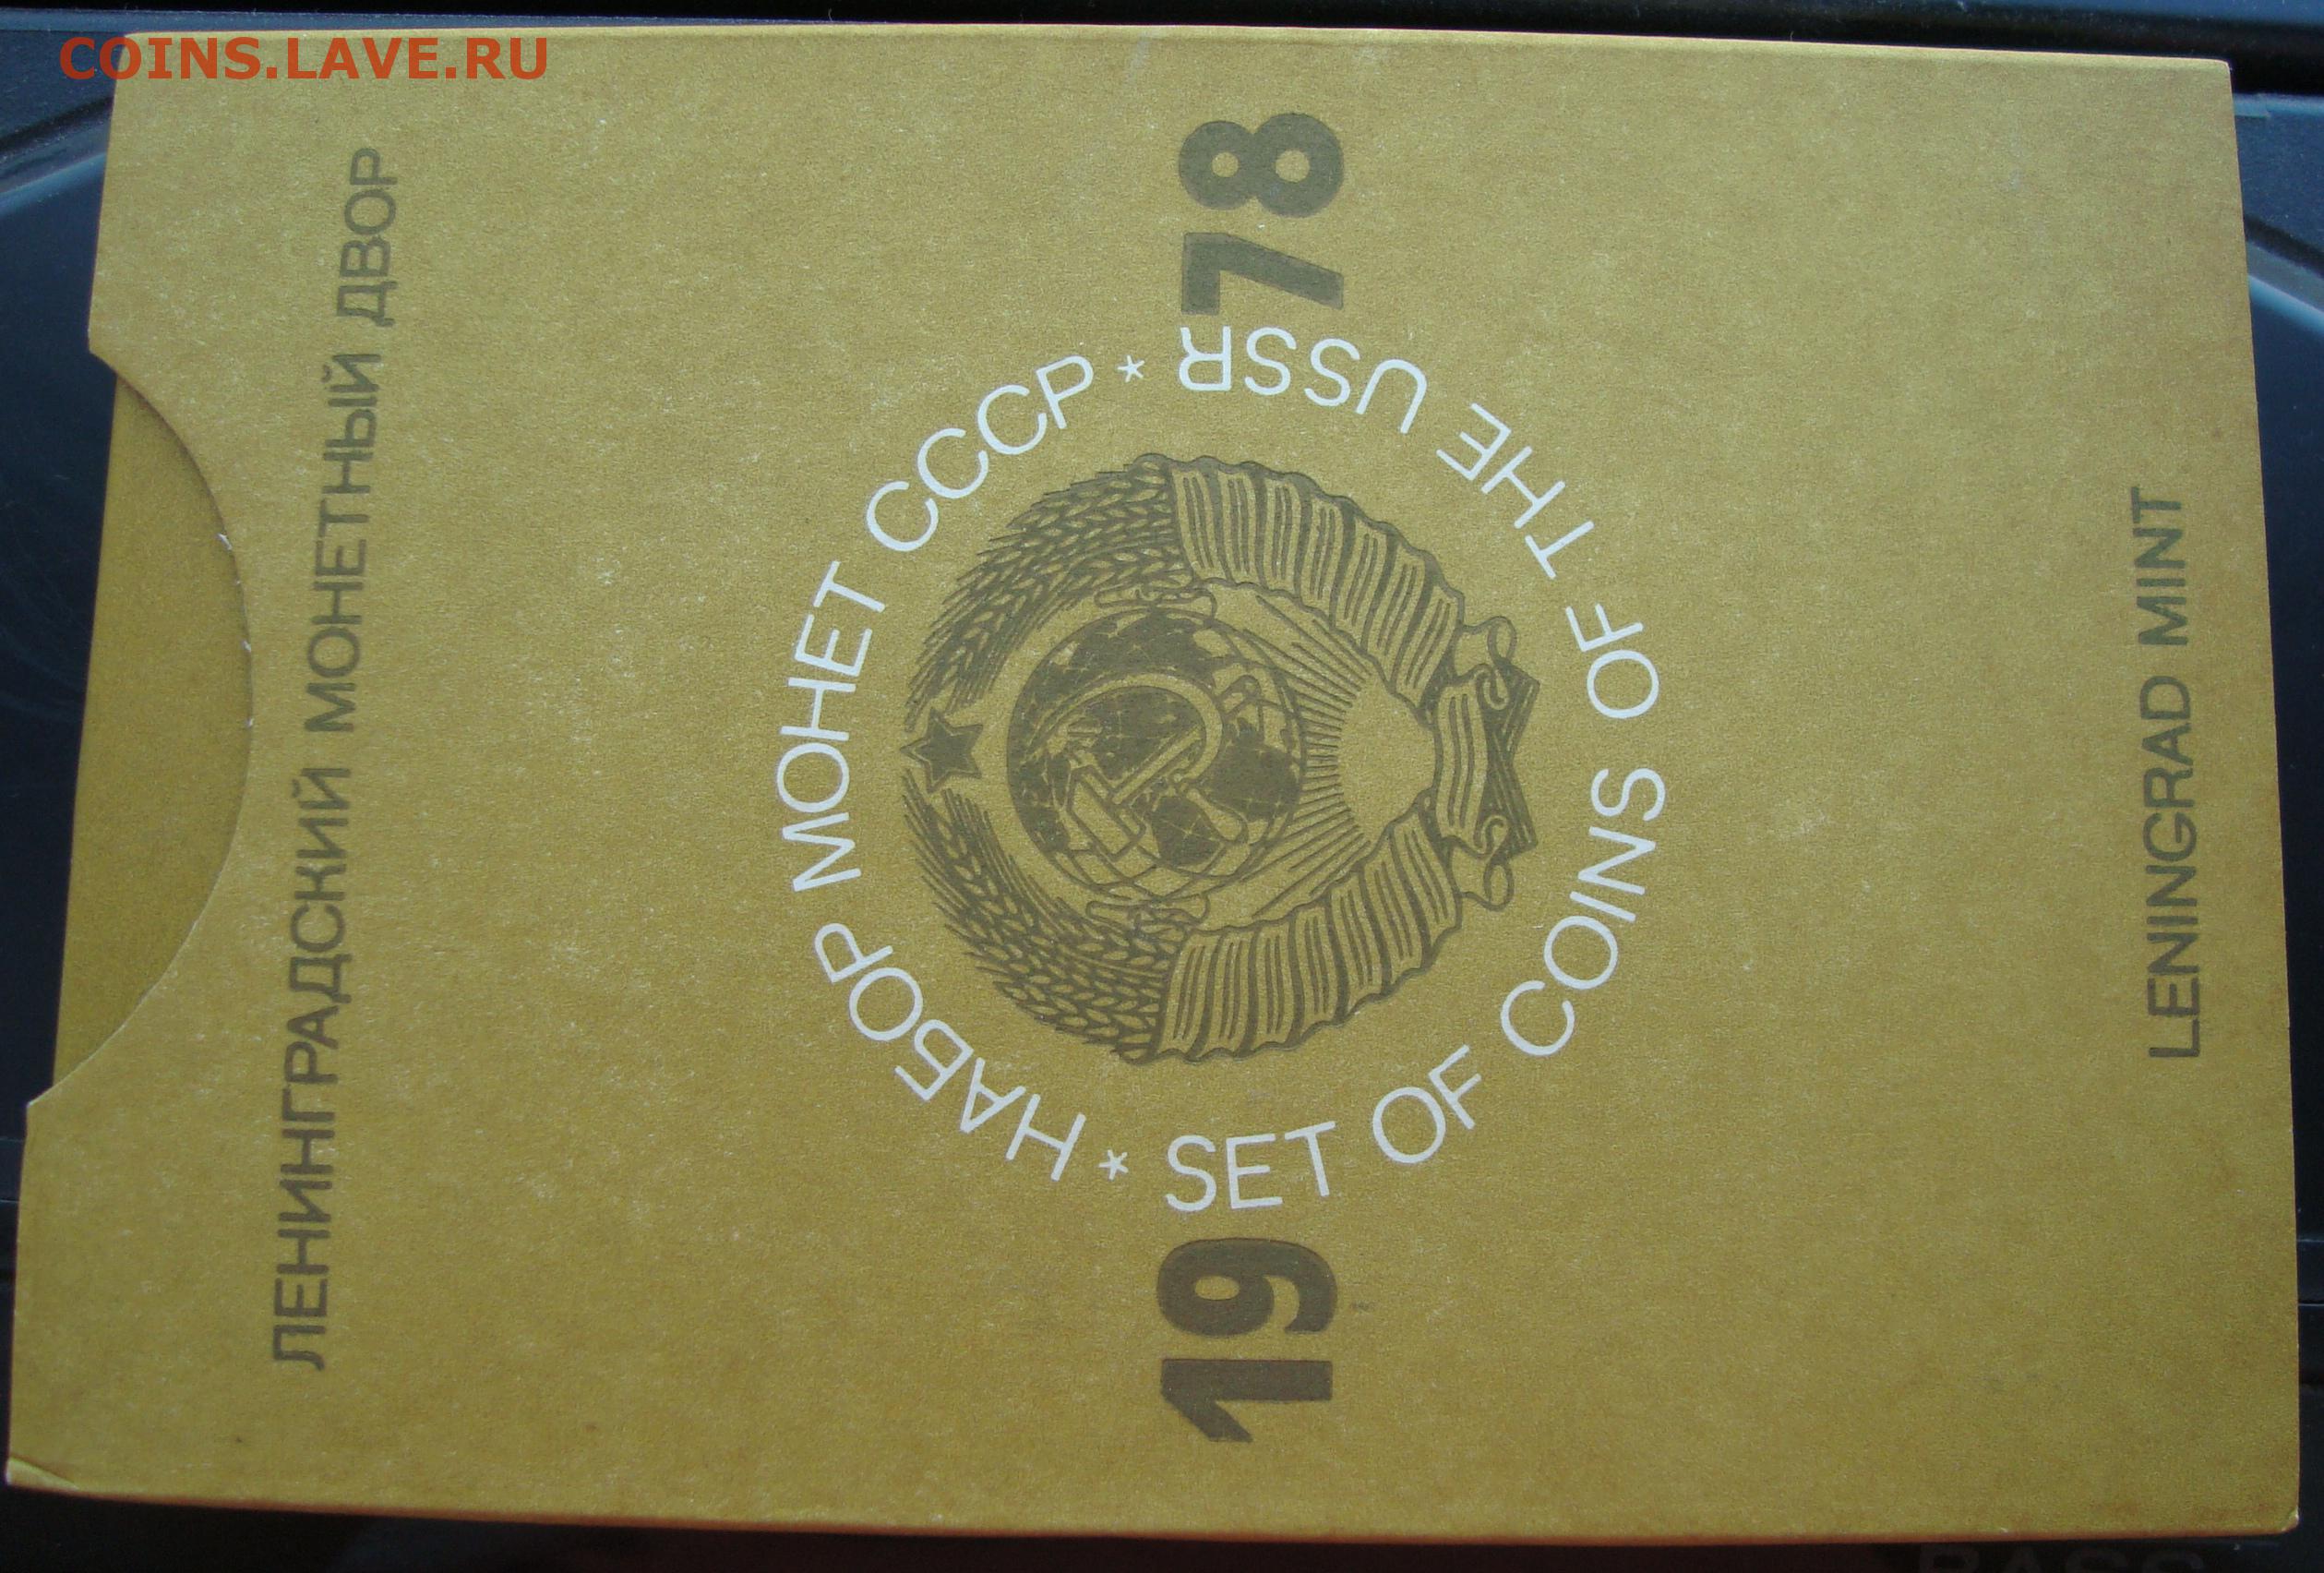 COINS.LAVE.RU
ЛЕНИНГРАДСКИЙ МОНЕТНЫЙ ДВОР
НАБОР МОНЕТ СССР
19 78
* SET OF COINS OF THE USSR *
LENINGRAD MINT